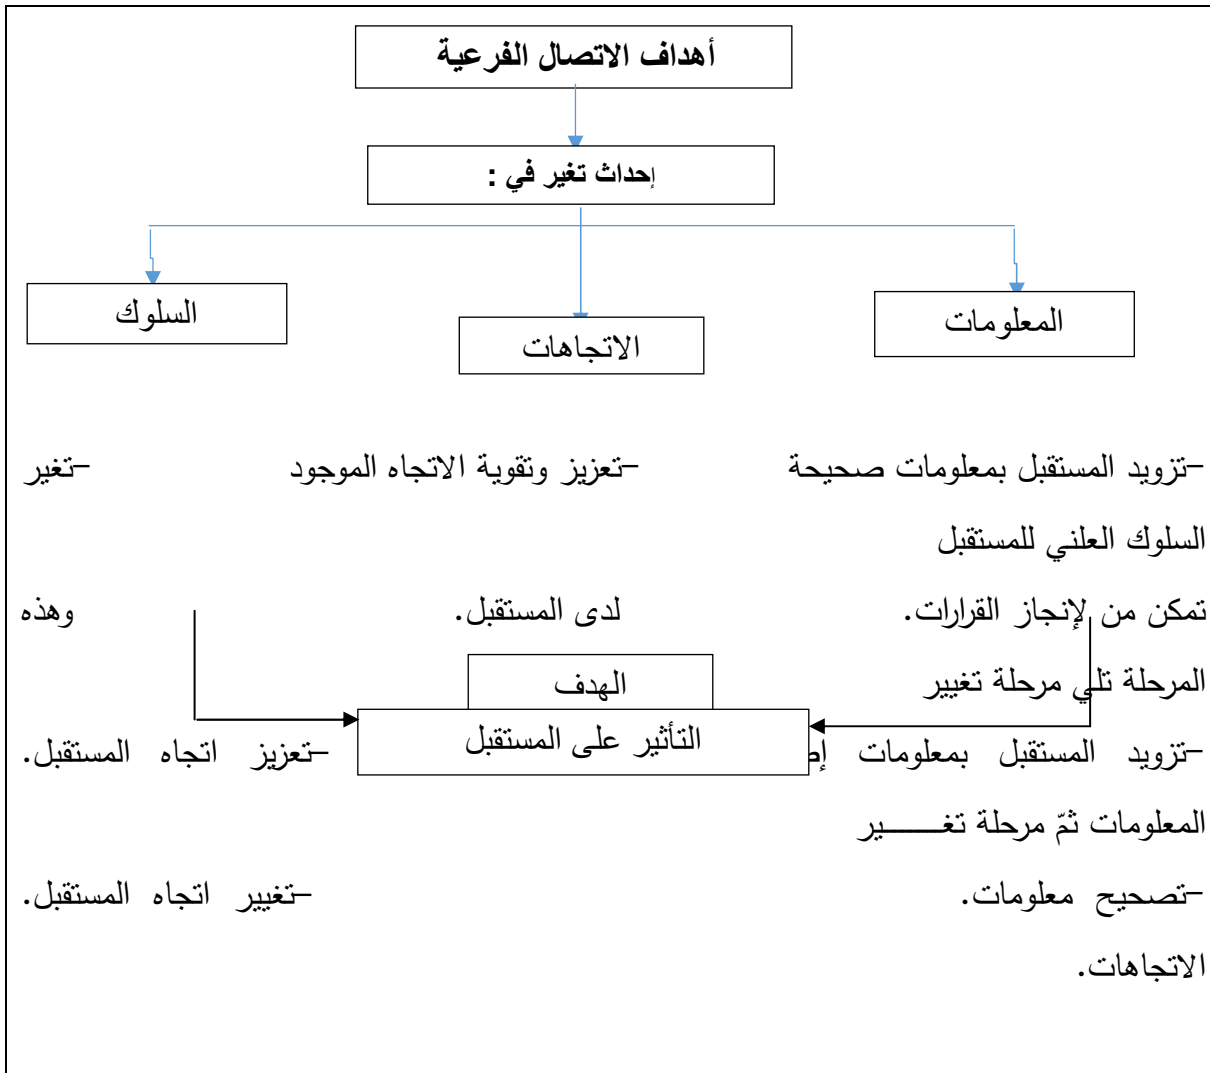 أهداف الاتصال الفرعية
إحداث تغير في :
المعلومات
الاتجاهات
السلوك
–تزويد المستقبل بمعلومات صحيحة –تعزيز وتقوية الاتجاه الموجود –تغير
السلوك العلني للمستقبل
تمكن من لإنجاز القرارات. لدى المستقبل. وهذه
المرحلة تلي مرحلة تغيير
الهدف
التأثير على المستقبل
–تزويد المستقبل بمعلومات –تعزيز اتجاه المستقبل.
المعلومات ثمّ مرحلة تغـــــــير
–تصحيح معلومات. –تغيير اتجاه المستقبل.
الاتجاهات.